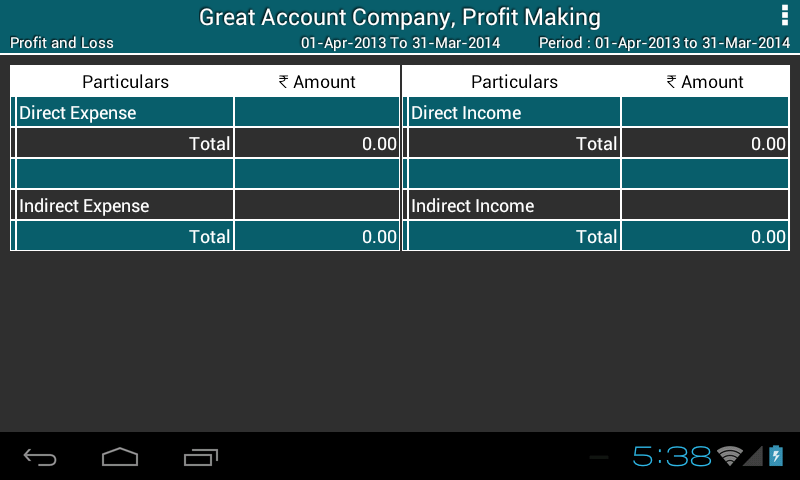 Great Account Company, Profit Making
Profit and Loss 01-Apr-2013 To 31-Mar-2014 Period : 01-Apr-2013 to 31-Mar-2014
Particulars ₹ Amount Particulars ₹ Amount
Direct Expense Direct Income
Total 0.00 Total 0.00
Indirect Expense Indirect Income
Total 0.00 Total 0.00
5:38